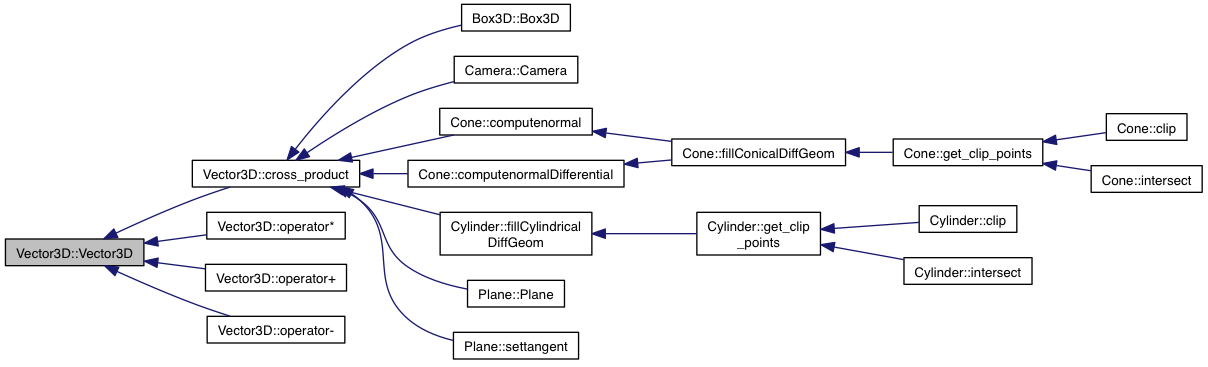 Box3D::Box3D
Camera::Camera
Cone::computenormal
Cone::clip
Cone::fillConicalDiffGeom
Cone::get_clip_points
Vector3D::cross_product
Cone::computenormalDifferential
Cone::intersect
Vector3D::operator*
Cylinder::fillCylindrical
DiffGeom
Cylinder::get_clip
_points
Cylinder::clip
Vector3D::Vector3D
Vector3D::operator+
Cylinder::intersect
Plane::Plane
Vector3D::operator-
Plane::settangent